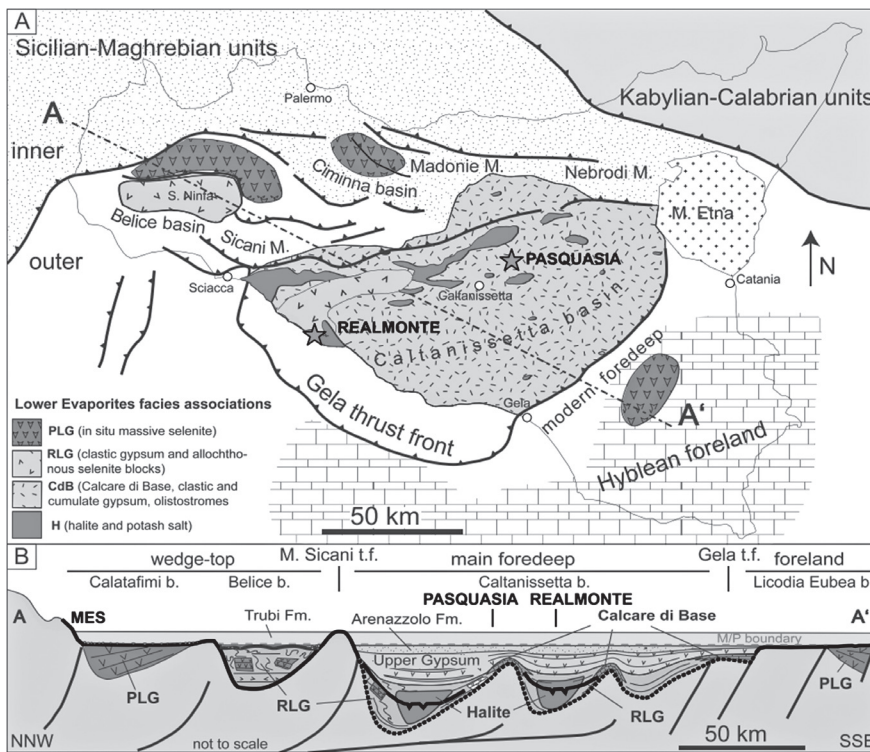 A
Sicilian-Maghrebian units
Kabylian-Calabrian units
Palermo
A
inner
Ciminna basin
Madonie M.
Nebrodi M.
S. Ninfa
Belice basin
Sicani M.
M. Etna
outer
N
PASQUASIA
Sciacca
Caltanissetta
Catania
REALMONTE
Caltanissetta basin
Gela thrust front
modern foredeep
Gela
A'
Hyblean foreland
Lower Evaporites facies associations
PLG (in situ massive selenite)
RLG (clastic gypsum and allochtho-
nous selenite blocks)
CdB (Calcare di Base, clastic and
cumulate gypsum, olistostromes
H (halite and potash salt)
50 km
B
wedge-top
M. Sicani t.f.
main foredeep
Gela t.f.
foreland
Calatafimi b.
Belice b.
Caltanissetta b.
Licodia Eubea b.
PASQUASIA REALMONTE
A
MES
Trubi Fm.
Arenazzolo Fm.
Calcare di Base
A'
M/P boundary
Upper Gypsum
PLG
RLG
Halite
RLG
PLG
NNW
not to scale
50 km
SSE